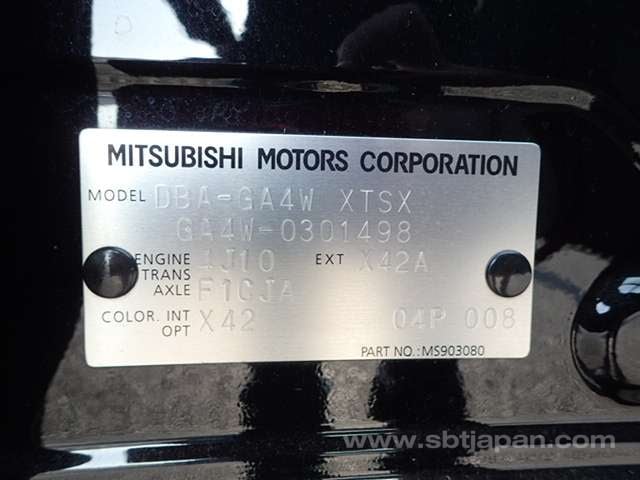 MITSUBISHI MOTORS CORPORATION
MODEL DBA-GA4W XTSX
GA4W-0301498
ENGINE 4J10 EXT X42A
TRANS
AXLE F1CJA
COLOR. INT X42 04P 008
OPT
PART NO.: MS903080
www.sbtjapan.com